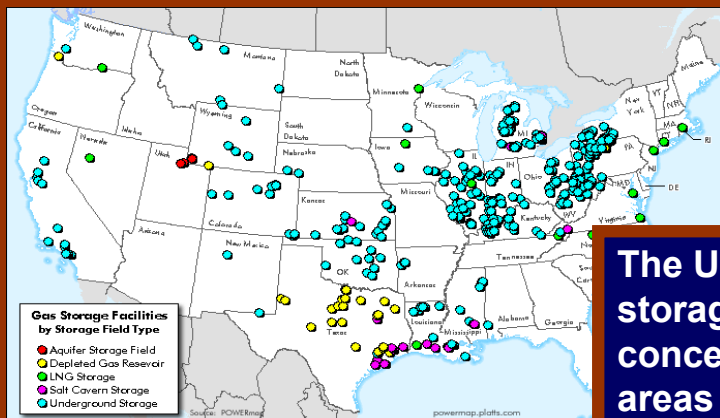 Washington
Montana
North
Dakota
Minnesota
Maine
Oregon
Idaho
Wyoming
South
Dakota
Wisconsin
MI
New
York
VT
NH
MA
CT
RI
California
Nevada
Utah
Nebraska
Iowa
IL
IN
Ohio
PA
NJ
MD
DE
Colorado
Kansas
Missouri
Kentucky
WV
Virginia
Arizona
New Mexico
OK
Arkansas
Tennessee
Texas
Louisiana
Mississippi
Alabama
Georgia
Gas Storage Facilities
by Storage Field Type
Aquifer Storage Field
Depleted Gas Reservoir
LNG Storage
Salt Cavern Storage
Underground Storage
Source: POWERmap
powermap.platts.com
The U
storag
conce
areas